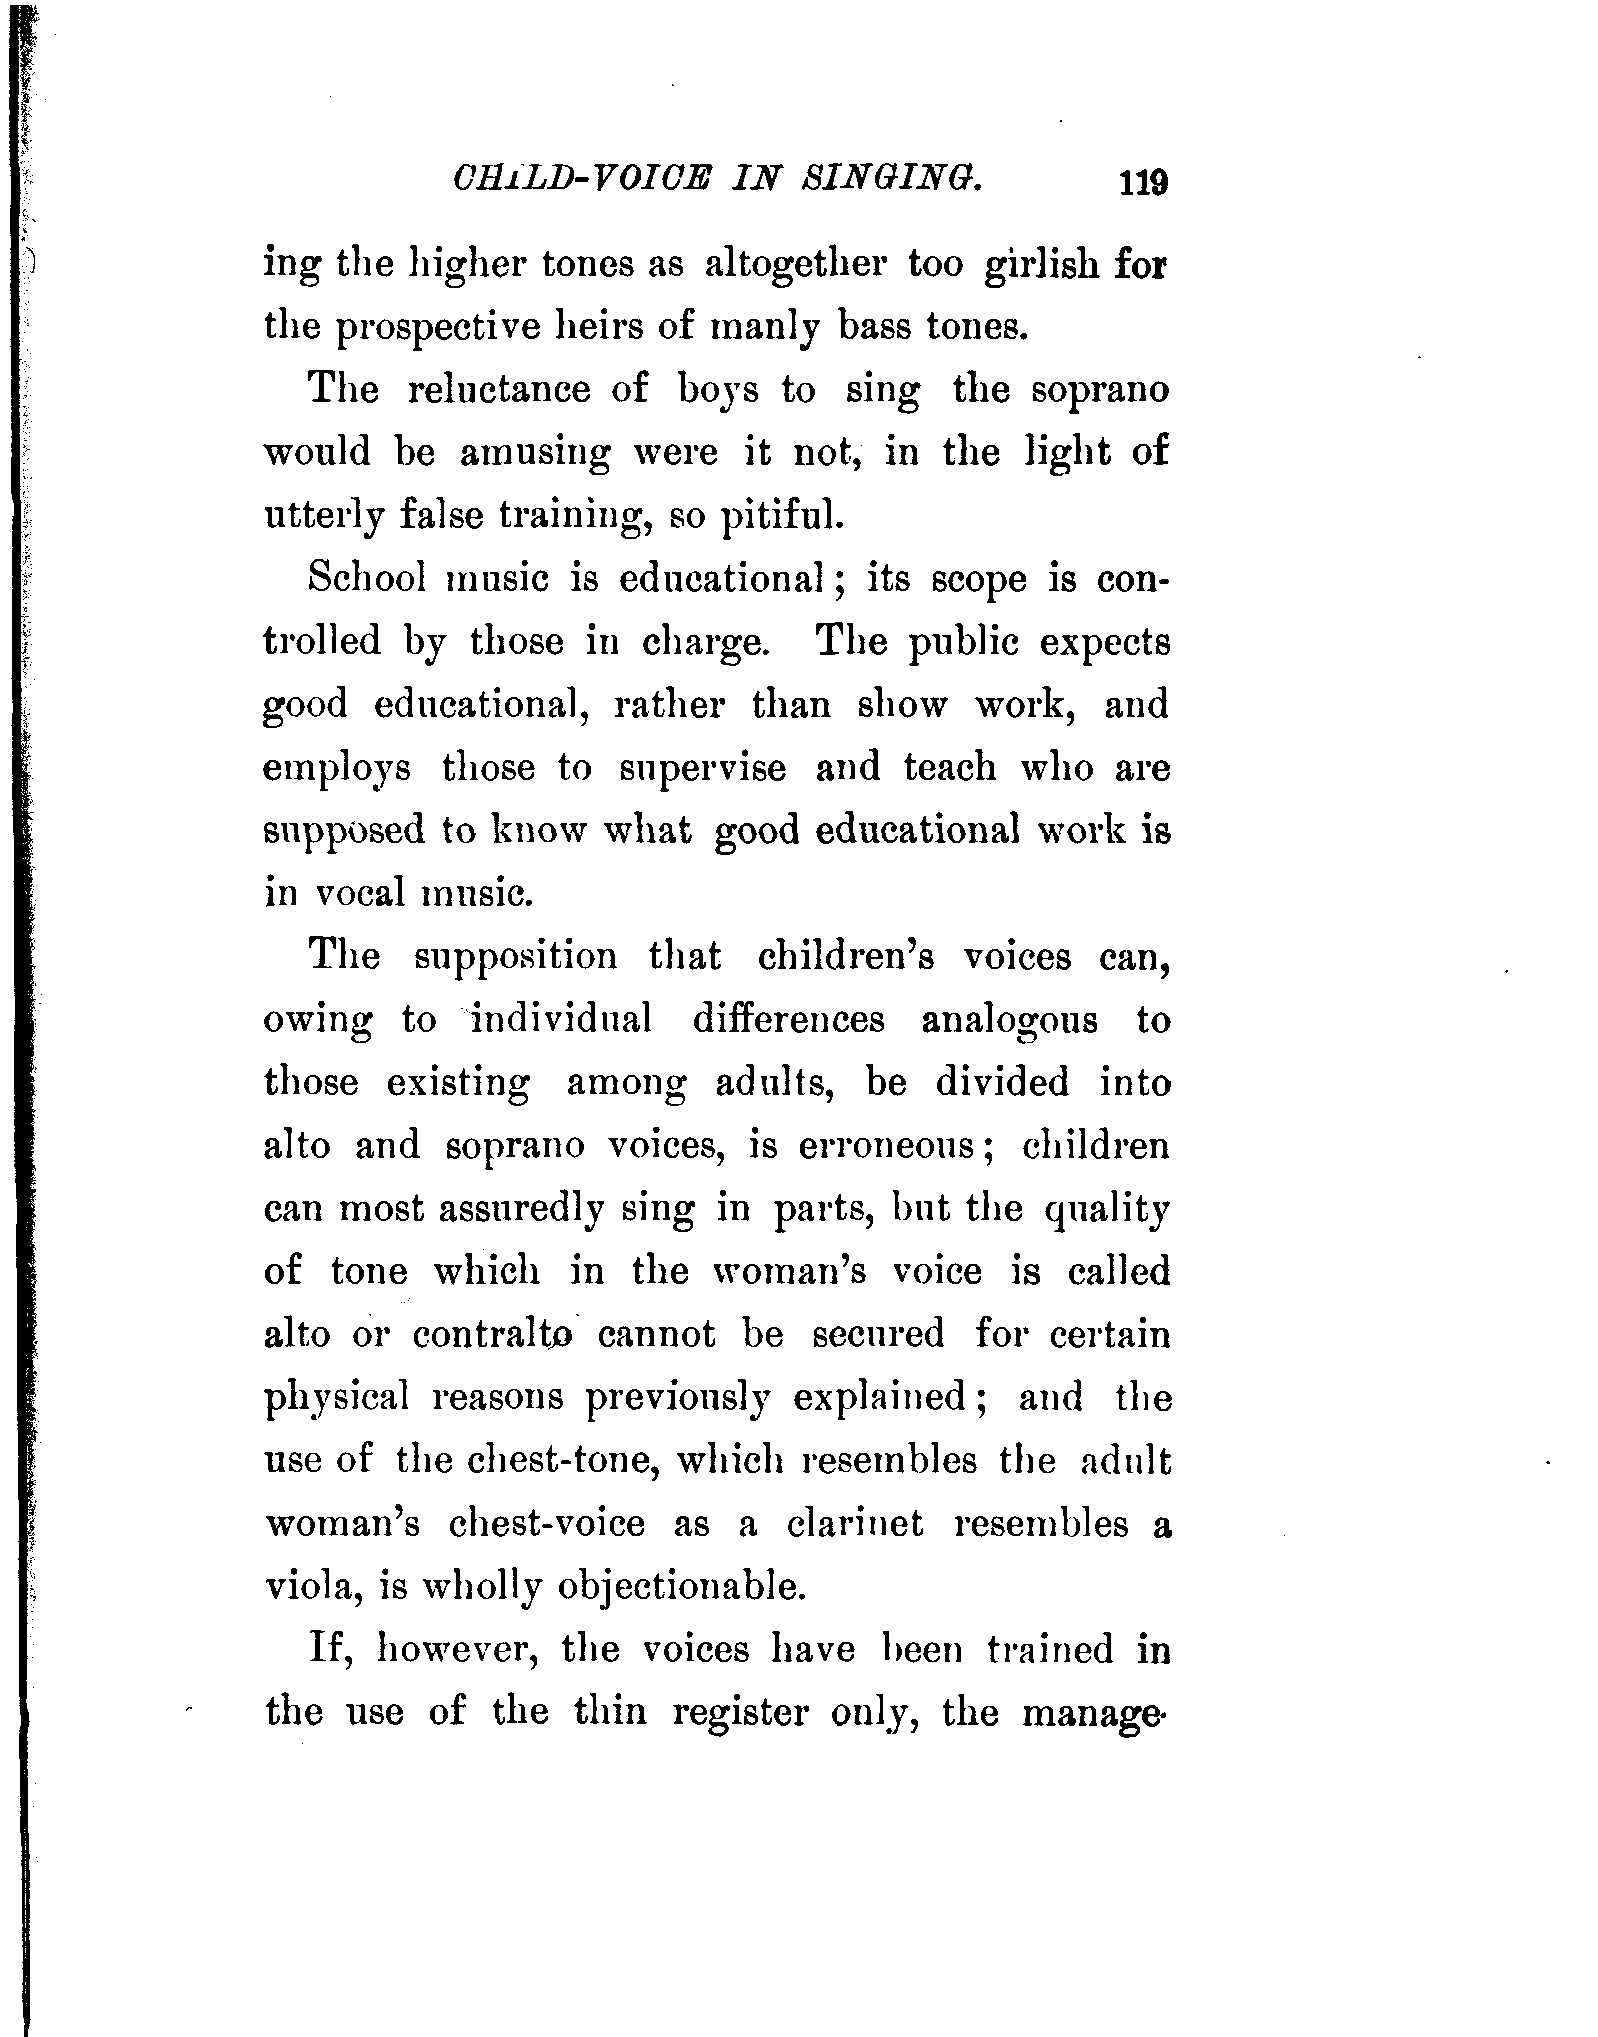 CHILD-VOICE IN SINGING. 119
ing the higher tones as altogether too girlish for
the prospective heirs of manly bass tones.
The reluctance of boys to sing the soprano
would be amusing were it not, in the light of
utterly false training, so pitiful.
School music is educational; its scope is con-
trolled by those in charge. The public expects
good educational, rather than show work, and
employs those to supervise and teach who are
supposed to know what good educational work is
in vocal music.
The supposition that children's voices can,
owing to individual differences analogous to
those existing among adults, be divided into
alto and soprano voices, is erroneous; children
can most assuredly sing in parts, but the quality
of tone which in the woman's voice is called
alto or contralto cannot be secured for certain
physical reasons previously explained; and the
use of the chest-tone, which resembles the adult
woman's chest-voice as a clarinet resembles a
viola, is wholly objectionable.
If, however, the voices have been trained in
the use of the thin register only, the manage-